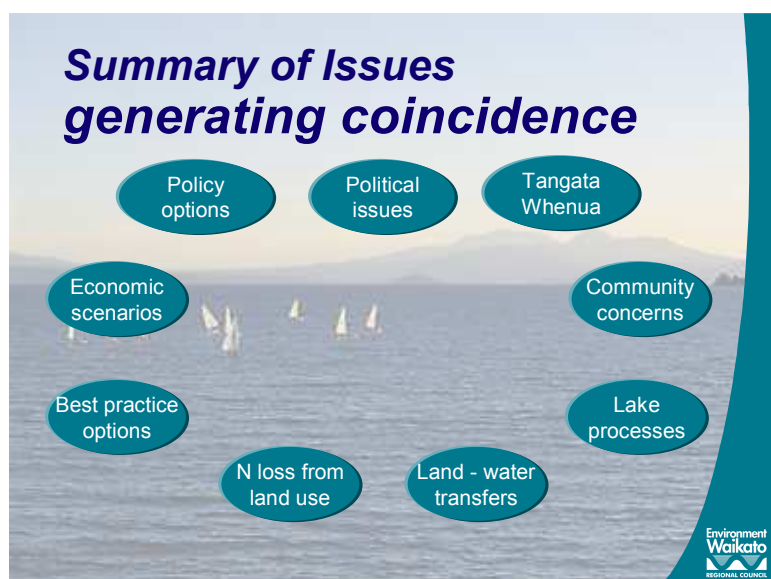 Summary of Issues
generating coincidence
Policy
options
Political
issues
Tangata
Whenua
Economic
scenarios
Community
concerns
Best practice
options
Lake
processes
N loss from
land use
Land - water
transfers
Environment
Waikato
REGIONAL COUNCIL